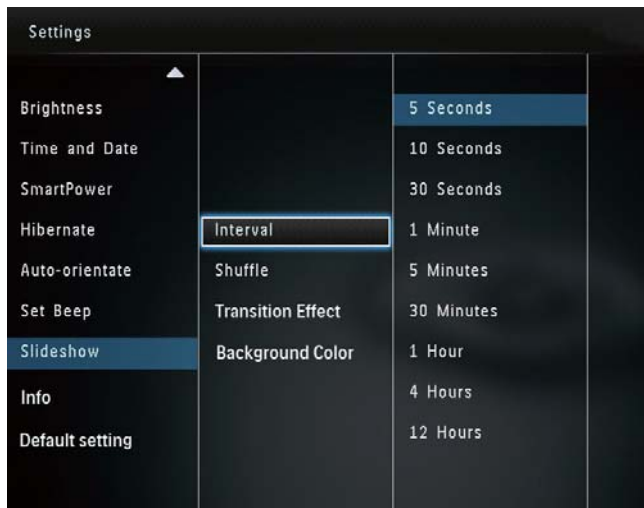 Settings
Brightness
Time and Date
SmartPower
Hibernate
Auto-orientate
Set Beep
Slideshow
Info
Default setting
Interval
Shuffle
Transition Effect
Background Color
5 Seconds
10 Seconds
30 Seconds
1 Minute
5 Minutes
30 Minutes
1 Hour
4 Hours
12 Hours